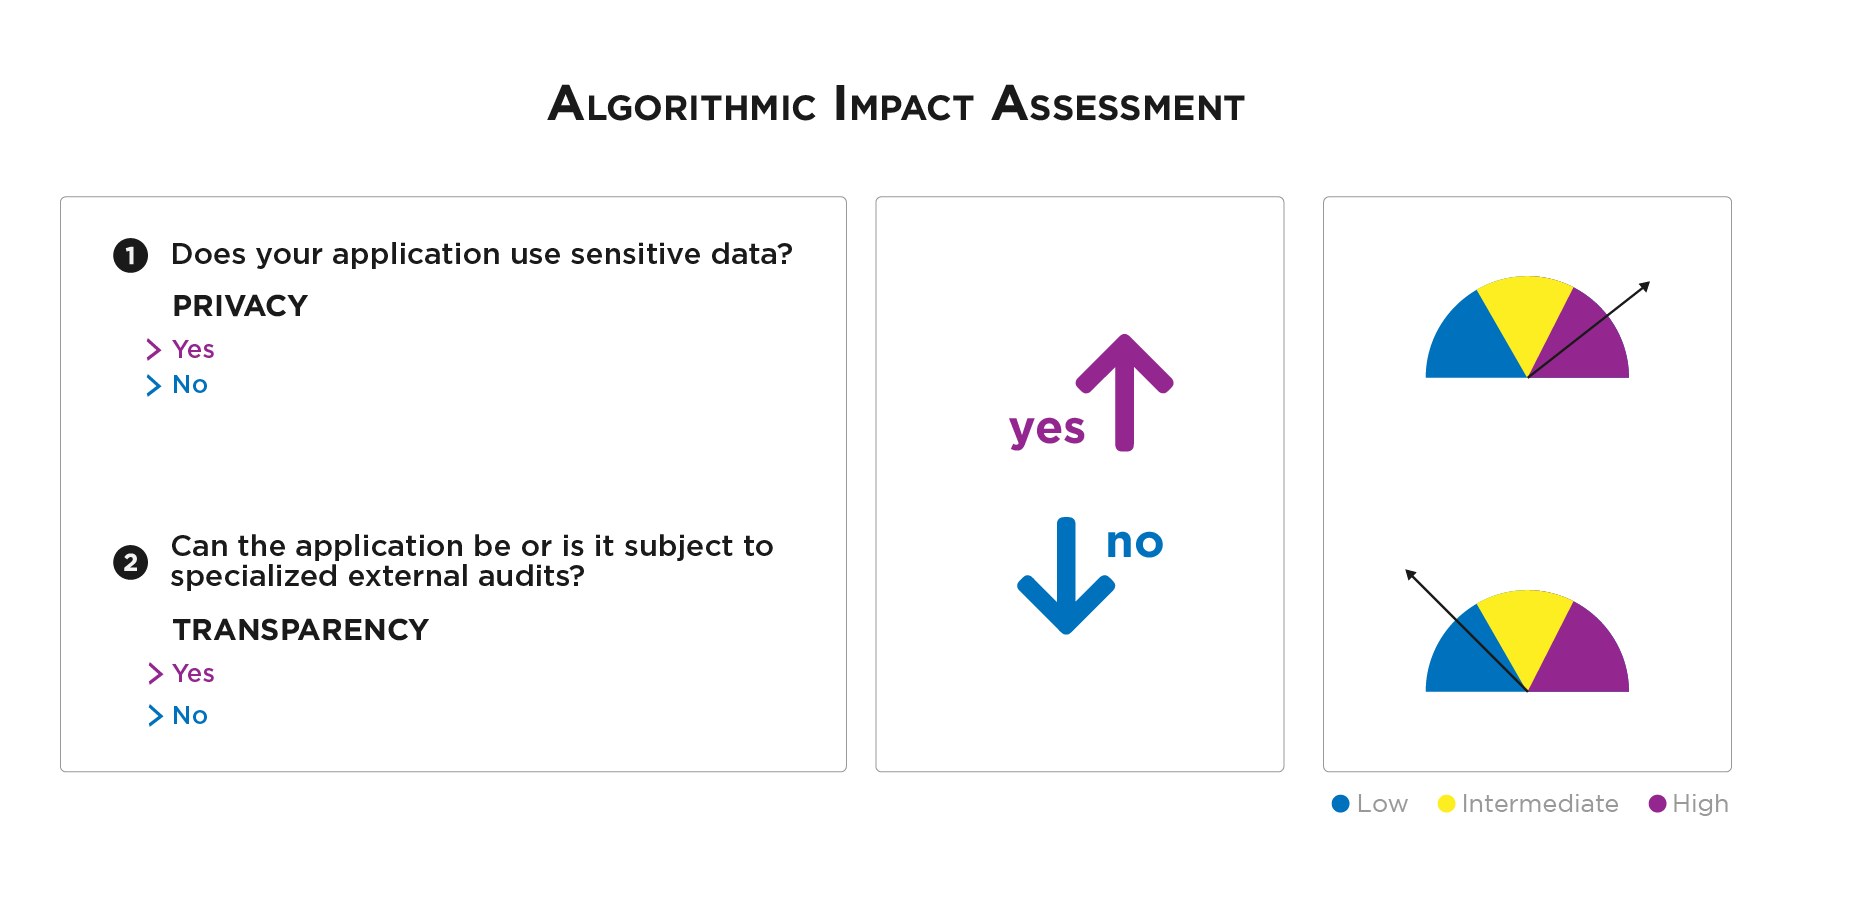 Algorithmic Impact Assessment
1 Does your application use sensitive data?
PRIVACY
> Yes
> No
2 Can the application be or is it subject to
specialized external audits?
TRANSPARENCY
> Yes
> No
yes
no
Low Intermediate High